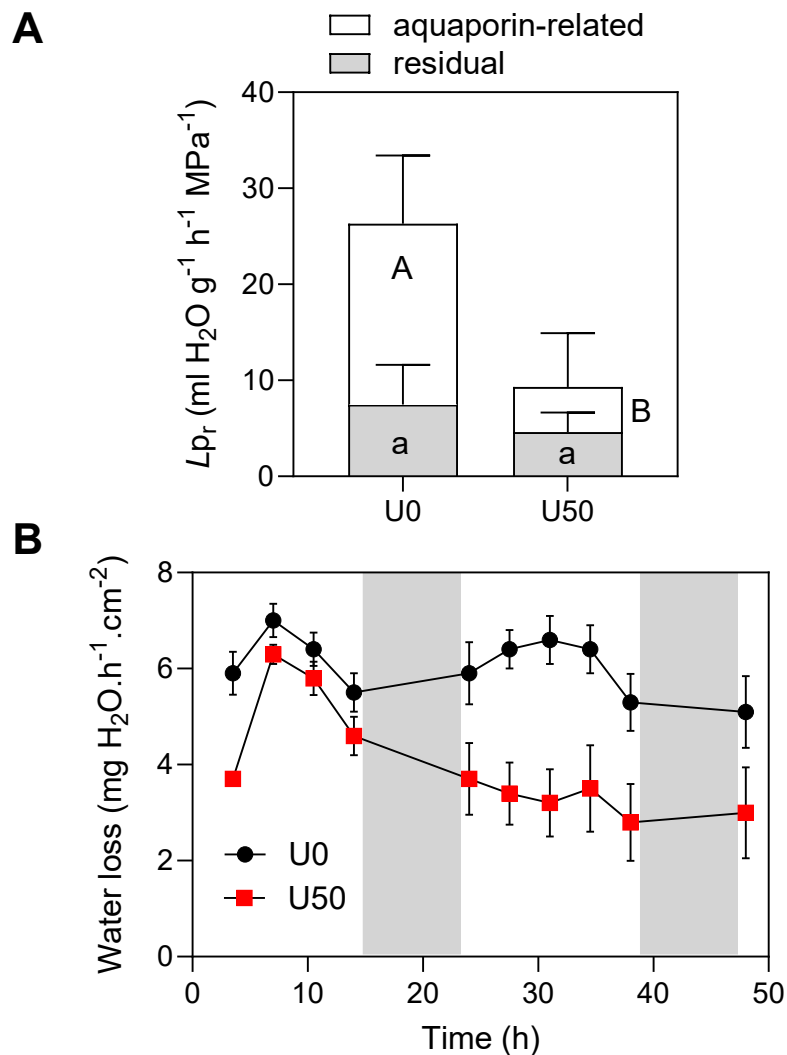 A
aquaporin-related
residual
Lpr (ml H2O g-1 h-1 MPa-1)
40
30
20
10
0
A
a
B
a
U0
U50
B
Water loss (mg H2O.h-1.cm-2)
8
6
4
2
0
U0
U50
0
10
20
30
40
50
Time (h)